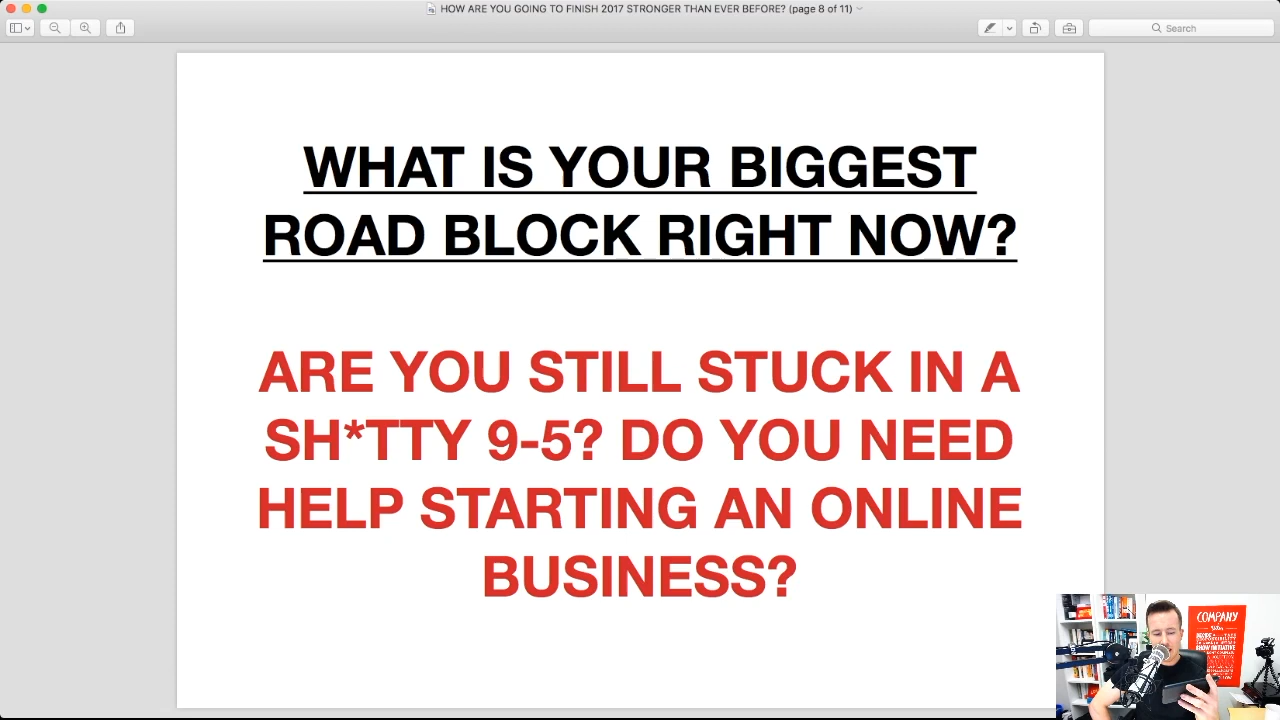 HOW ARE YOU GOING TO FINISH 2017 STRONGER THAN EVER BEFORE? (page 8 of 11)
Search
WHAT IS YOUR BIGGEST
ROAD BLOCK RIGHT NOW?
ARE YOU STILL STUCK IN A
SH*TTY 9-5? DO YOU NEED
HELP STARTING AN ONLINE
BUSINESS?
COMPANY
SHOW INITIATIVE